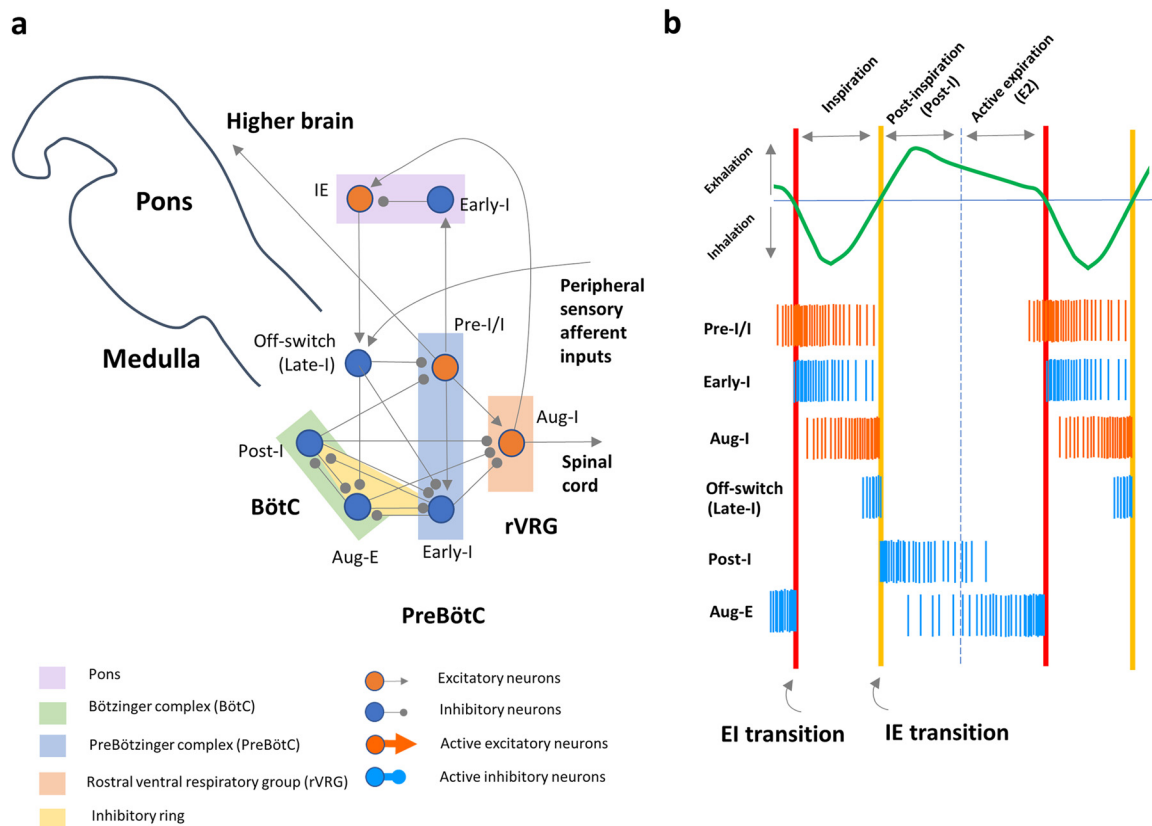 a
Higher brain
Pons
Medulla
IE
Early-I
Peripheral
sensory
afferent
inputs
Off-switch
(Late-I)
Pre-I/I
Aug-I
Post-I
Spinal
cord
BötC
rVRG
Aug-E
Early-I
PreBötC
Pons
Bötzinger complex (BötC)
PreBötzinger complex (PreBötC)
Rostral ventral respiratory group (rVRG)
Inhibitory ring
Excitatory neurons
Inhibitory neurons
Active excitatory neurons
Active inhibitory neurons
b
Inspiration
Post-inspiration
(Post-I)
Active expiration
(E2)
Exhalation
Inhalation
Pre-I/I
Early-I
Aug-I
Off-switch
(Late-I)
Post-I
Aug-E
EI transition
IE transition